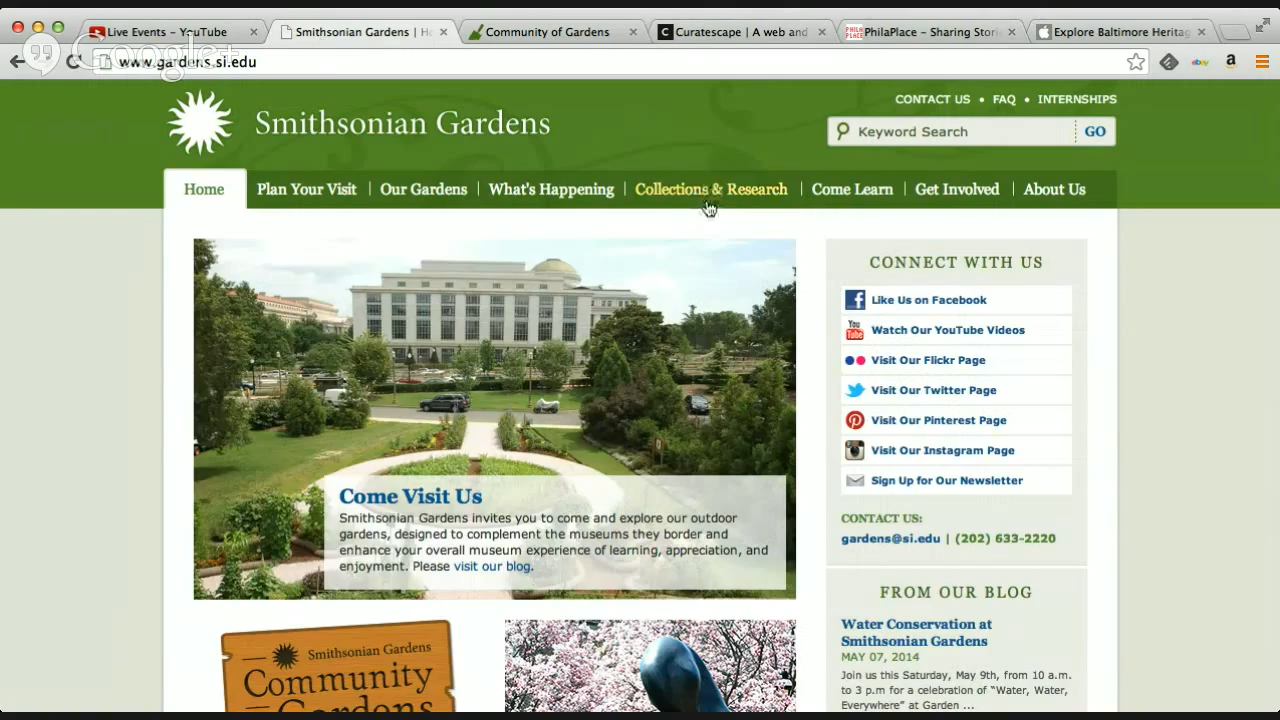 Live Events – YouTube
Smithsonian Gardens | H
Community of Gardens
Curatescape | A web and
PhilaPlace – Sharing Stori
Explore Baltimore Heritag
Google+
www.gardens.si.edu
CONTACT US • FAQ • INTERNSHIPS
Smithsonian Gardens
Keyword Search
GO
Home
Plan Your Visit
Our Gardens
What's Happening
Collections & Research
Come Learn
Get Involved
About Us
Come Visit Us
Smithsonian Gardens invites you to come and explore our outdoor
gardens, designed to complement the museums they border and
enhance your overall museum experience of learning, appreciation, and
enjoyment. Please visit our blog.
Smithsonian Gardens
Community
Gardens
CONNECT WITH US
Like Us on Facebook
Watch Our YouTube Videos
Visit Our Flickr Page
Visit Our Twitter Page
Visit Our Pinterest Page
Visit Our Instagram Page
Sign Up for Our Newsletter
CONTACT US:
gardens@si.edu | (202) 633-2220
FROM OUR BLOG
Water Conservation at
Smithsonian Gardens
MAY 07, 2014
Join us this Saturday, May 9th, from 10 a.m.
to 3 p.m for a celebration of “Water, Water,
Everywhere” at Garden ...